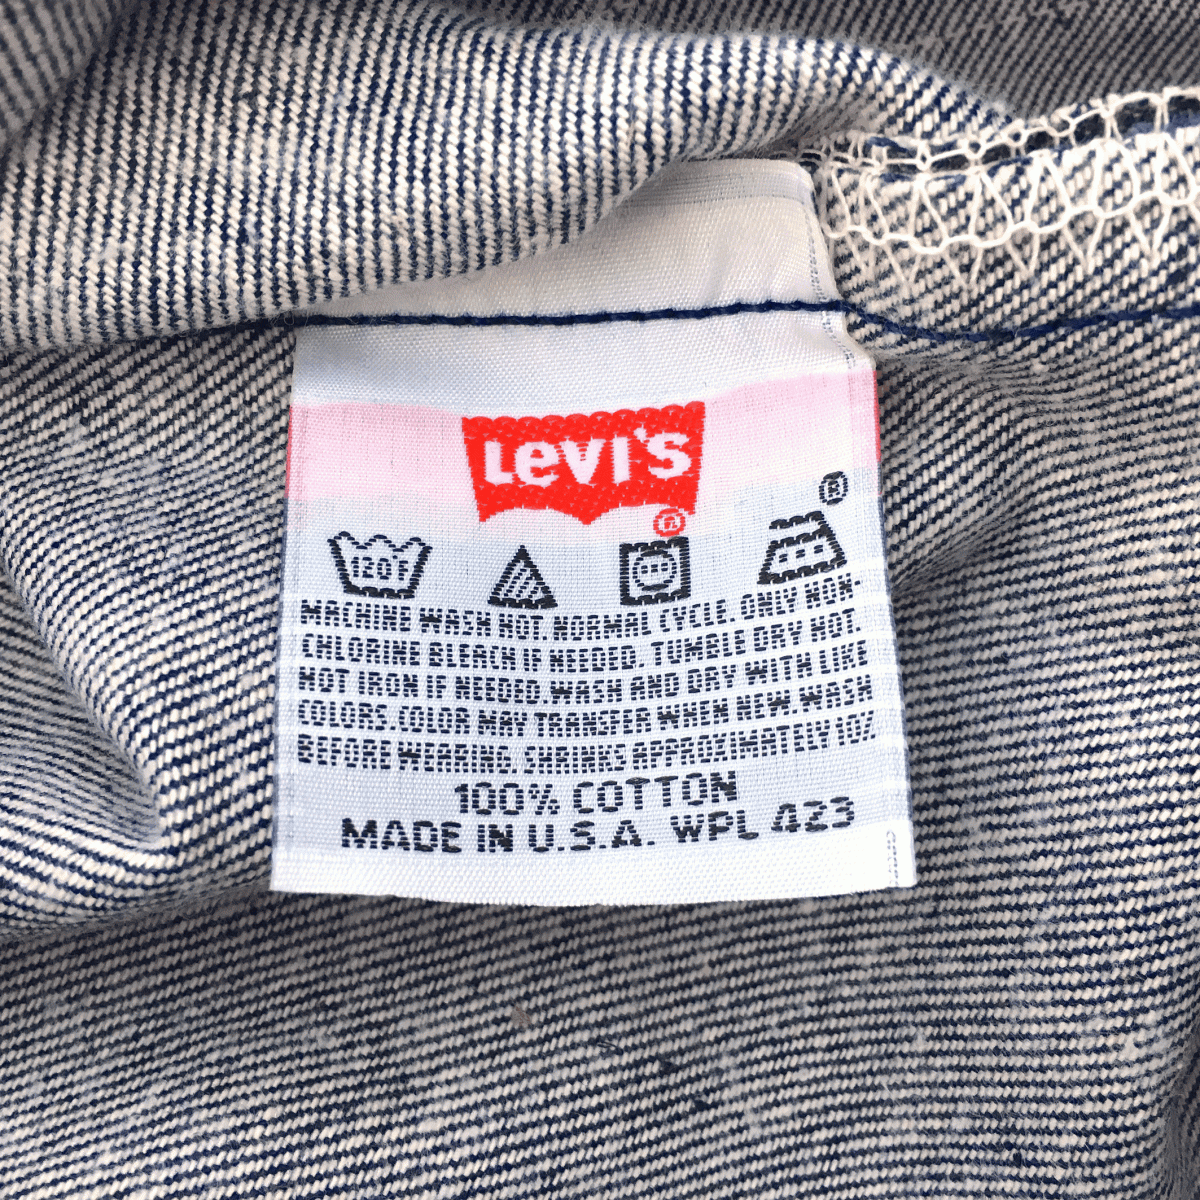 LEVI'S
®
®
120F
MACHINE WASH HOT. NORMAL CYCLE. ONLY NON-
CHLORINE BLEACH IF NEEDED. TUMBLE DRY HOT.
HOT IRON IF NEEDED. WASH AND DRY WITH LIKE
COLORS. COLOR MAY TRANSFER WHEN NEW. WASH
BEFORE WEARING. SHRINKS APPROXIMATELY 10%
100% COTTON
MADE IN U.S.A. WPL 423